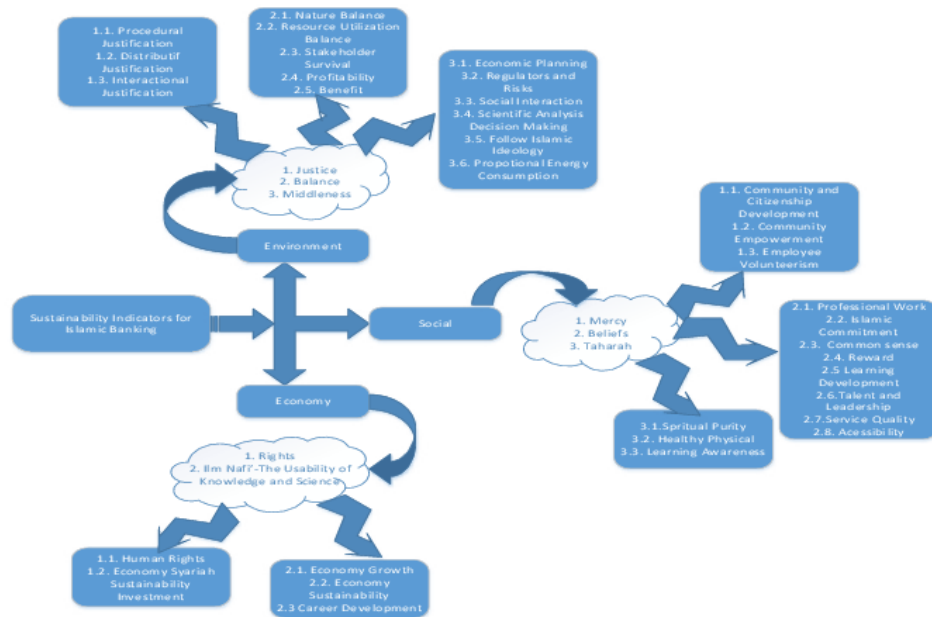 1.1. Procedural
Justification
1.2. Distributif
Justification
1.3. Interactional
Justification
2.1. Nature Balance
2.2. Resource Utilization
Balance
2.3. Stakeholder
Survival
2.4. Profitability
2.5. Benefit
3.1. Economic Planning
3.2. Regulators and
Risks
3.3. Social Interaction
3.4. Scientific Analysis
Decision Making
3.5. Follow Islamic
Ideology
3.6. Propotional Energy
Consumption
1. Justice
2. Balance
3. Middleness
Environment
Sustainability Indicators for
Islamic Banking
Social
Economy
1. Mercy
2. Beliefs
3. Taharah
1.1. Community and
Citizenship
Development
1.2. Community
Empowerment
1.3. Employee
Volunteerism
2.1. Professional Work
2.2. Islamic
Commitment
2.3. Common sense
2.4. Reward
2.5 Learning
Development
2.6.Talent and
Leadership
2.7.Service Quality
2.8. Acessibility
3.1.Spritual Purity
3.2. Healthy Physical
3.3. Learning Awareness
1. Rights
2. Ilm Nafi'-The Usability of
Knowledge and Science
1.1. Human Rights
1.2. Economy Syariah
Sustainability
Investment
2.1. Economy Growth
2.2. Economy
Sustainability
2.3 Career Development